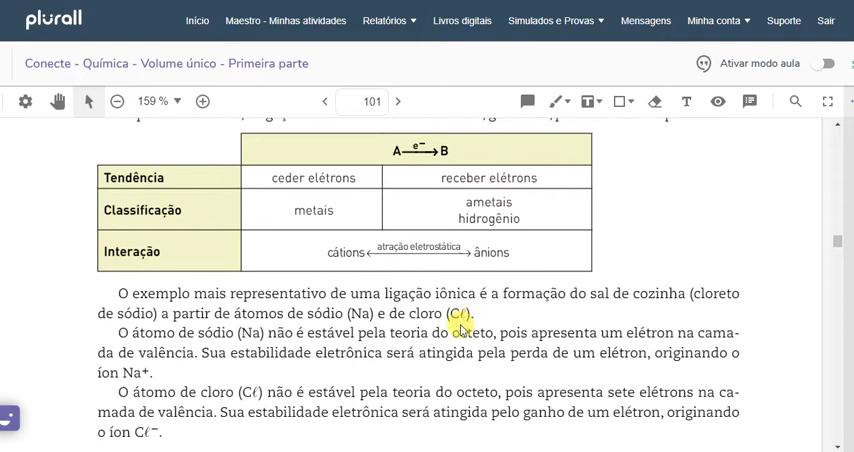 plurall
Início Maestro - Minhas atividades Relatórios Livros digitais Simulados e Provas Mensagens Minha conta Suporte Sair
Conecte - Química - Volume único - Primeira parte
Ativar modo aula
159 %
101
A e⁻ → B
Tendência ceder elétrons receber elétrons
Classificação metais ametais
hidrogênio
Interação cátions atração eletrostática ânions
O exemplo mais representativo de uma ligação iônica é a formação do sal de cozinha (cloreto
de sódio) a partir de átomos de sódio (Na) e de cloro (Cℓ).
O átomo de sódio (Na) não é estável pela teoria do octeto, pois apresenta um elétron na cama-
da de valência. Sua estabilidade eletrônica será atingida pela perda de um elétron, originando o
íon Na⁺.
O átomo de cloro (Cℓ) não é estável pela teoria do octeto, pois apresenta sete elétrons na ca-
mada de valência. Sua estabilidade eletrônica será atingida pelo ganho de um elétron, originando
o íon Cℓ⁻.